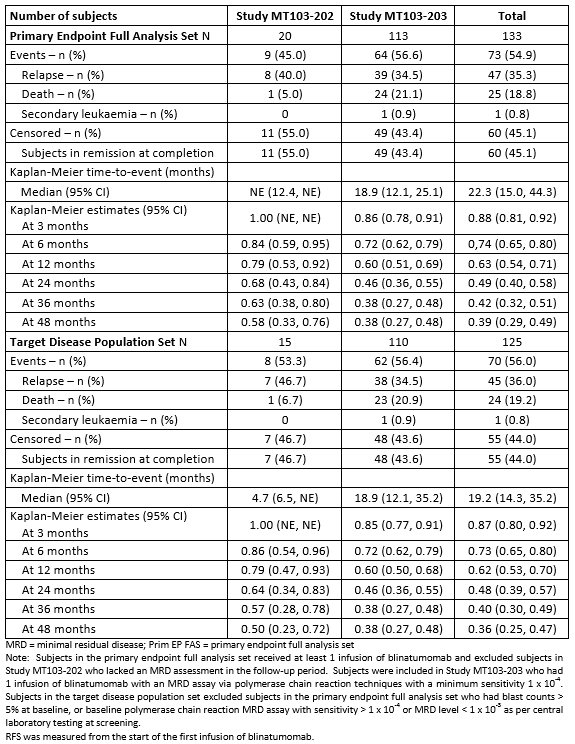 Number of subjects Study MT103-202 Study MT103-203 Total
Primary Endpoint Full Analysis Set N 20 113 133
Events – n (%) 9 (45.0) 64 (56.6) 73 (54.9)
Relapse – n (%) 8 (40.0) 39 (34.5) 47 (35.3)
Death – n (%) 1 (5.0) 24 (21.1) 25 (18.8)
Secondary leukaemia – n (%) 0 1 (0.9) 1 (0.8)
Censored – n (%) 11 (55.0) 49 (43.4) 60 (45.1)
Subjects in remission at completion 11 (55.0) 49 (43.4) 60 (45.1)
Kaplan-Meier time-to-event (months)
Median (95% CI) NE (12.4, NE) 18.9 (12.1, 25.1) 22.3 (15.0, 44.3)
Kaplan-Meier estimates (95% CI)
At 3 months 1.00 (NE, NE) 0.86 (0.78, 0.91) 0.88 (0.81, 0.92)
At 6 months 0.84 (0.59, 0.95) 0.72 (0.62, 0.79) 0,74 (0.65, 0.80)
At 12 months 0.79 (0.53, 0.92) 0.60 (0.51, 0.69) 0.63 (0.54, 0.71)
At 24 months 0.68 (0.43, 0.84) 0.46 (0.36, 0.55) 0.49 (0.40, 0.58)
At 36 months 0.63 (0.38, 0.80) 0.38 (0.27, 0.48) 0.42 (0.32, 0.51)
At 48 months 0.58 (0.33, 0.76) 0.38 (0.27, 0.48) 0.39 (0.29, 0.49)
Target Disease Population Set N 15 110 125
Events – n (%) 8 (53.3) 62 (56.4) 70 (56.0)
Relapse – n (%) 7 (46.7) 38 (34.5) 45 (36.0)
Death – n (%) 1 (6.7) 23 (20.9) 24 (19.2)
Secondary leukaemia – n (%) 0 1 (0.9) 1 (0.8)
Censored – n (%) 7 (46.7) 48 (43.6) 55 (44.0)
Subjects in remission at completion 7 (46.7) 48 (43.6) 55 (44.0)
Kaplan-Meier time-to-event (months)
Median (95% CI) 4.7 (6.5, NE) 18.9 (12.1, 35.2) 19.2 (14.3, 35.2)
Kaplan-Meier estimates (95% CI)
At 3 months 1.00 (NE, NE) 0.85 (0.77, 0.91) 0.87 (0.80, 0.92)
At 6 months 0.86 (0.54, 0.96) 0.72 (0.62, 0.79) 0.73 (0.65, 0.80)
At 12 months 0.79 (0.47, 0.93) 0.60 (0.50, 0.68) 0.62 (0.53, 0.70)
At 24 months 0.64 (0.34, 0.83) 0.46 (0.36, 0.55) 0.48 (0.39, 0.57)
At 36 months 0.57 (0.28, 0.78) 0.38 (0.27, 0.48) 0.40 (0.30, 0.49)
At 48 months 0.50 (0.23, 0.72) 0.38 (0.27, 0.48) 0.36 (0.25, 0.47)
MRD = minimal residual disease; Prim EP FAS = primary endpoint full analysis set
Note: Subjects in the primary endpoint full analysis set received at least 1 infusion of blinatumomab and excluded subjects in
Study MT103-202 who lacked an MRD assessment in the follow-up period. Subjects were included in Study MT103-203 who had
1 infusion of blinatumomab with an MRD assay via polymerase chain reaction techniques with a minimum sensitivity 1 x 10⁻⁴.
Subjects in the target disease population set excluded subjects in the primary endpoint full analysis set who had blast counts >
5% at baseline, or baseline polymerase chain reaction MRD assay with sensitivity > 1 x 10⁻⁴ or MRD level < 1 x 10⁻³ as per central
laboratory testing at screening.
RFS was measured from the start of the first infusion of blinatumomab.